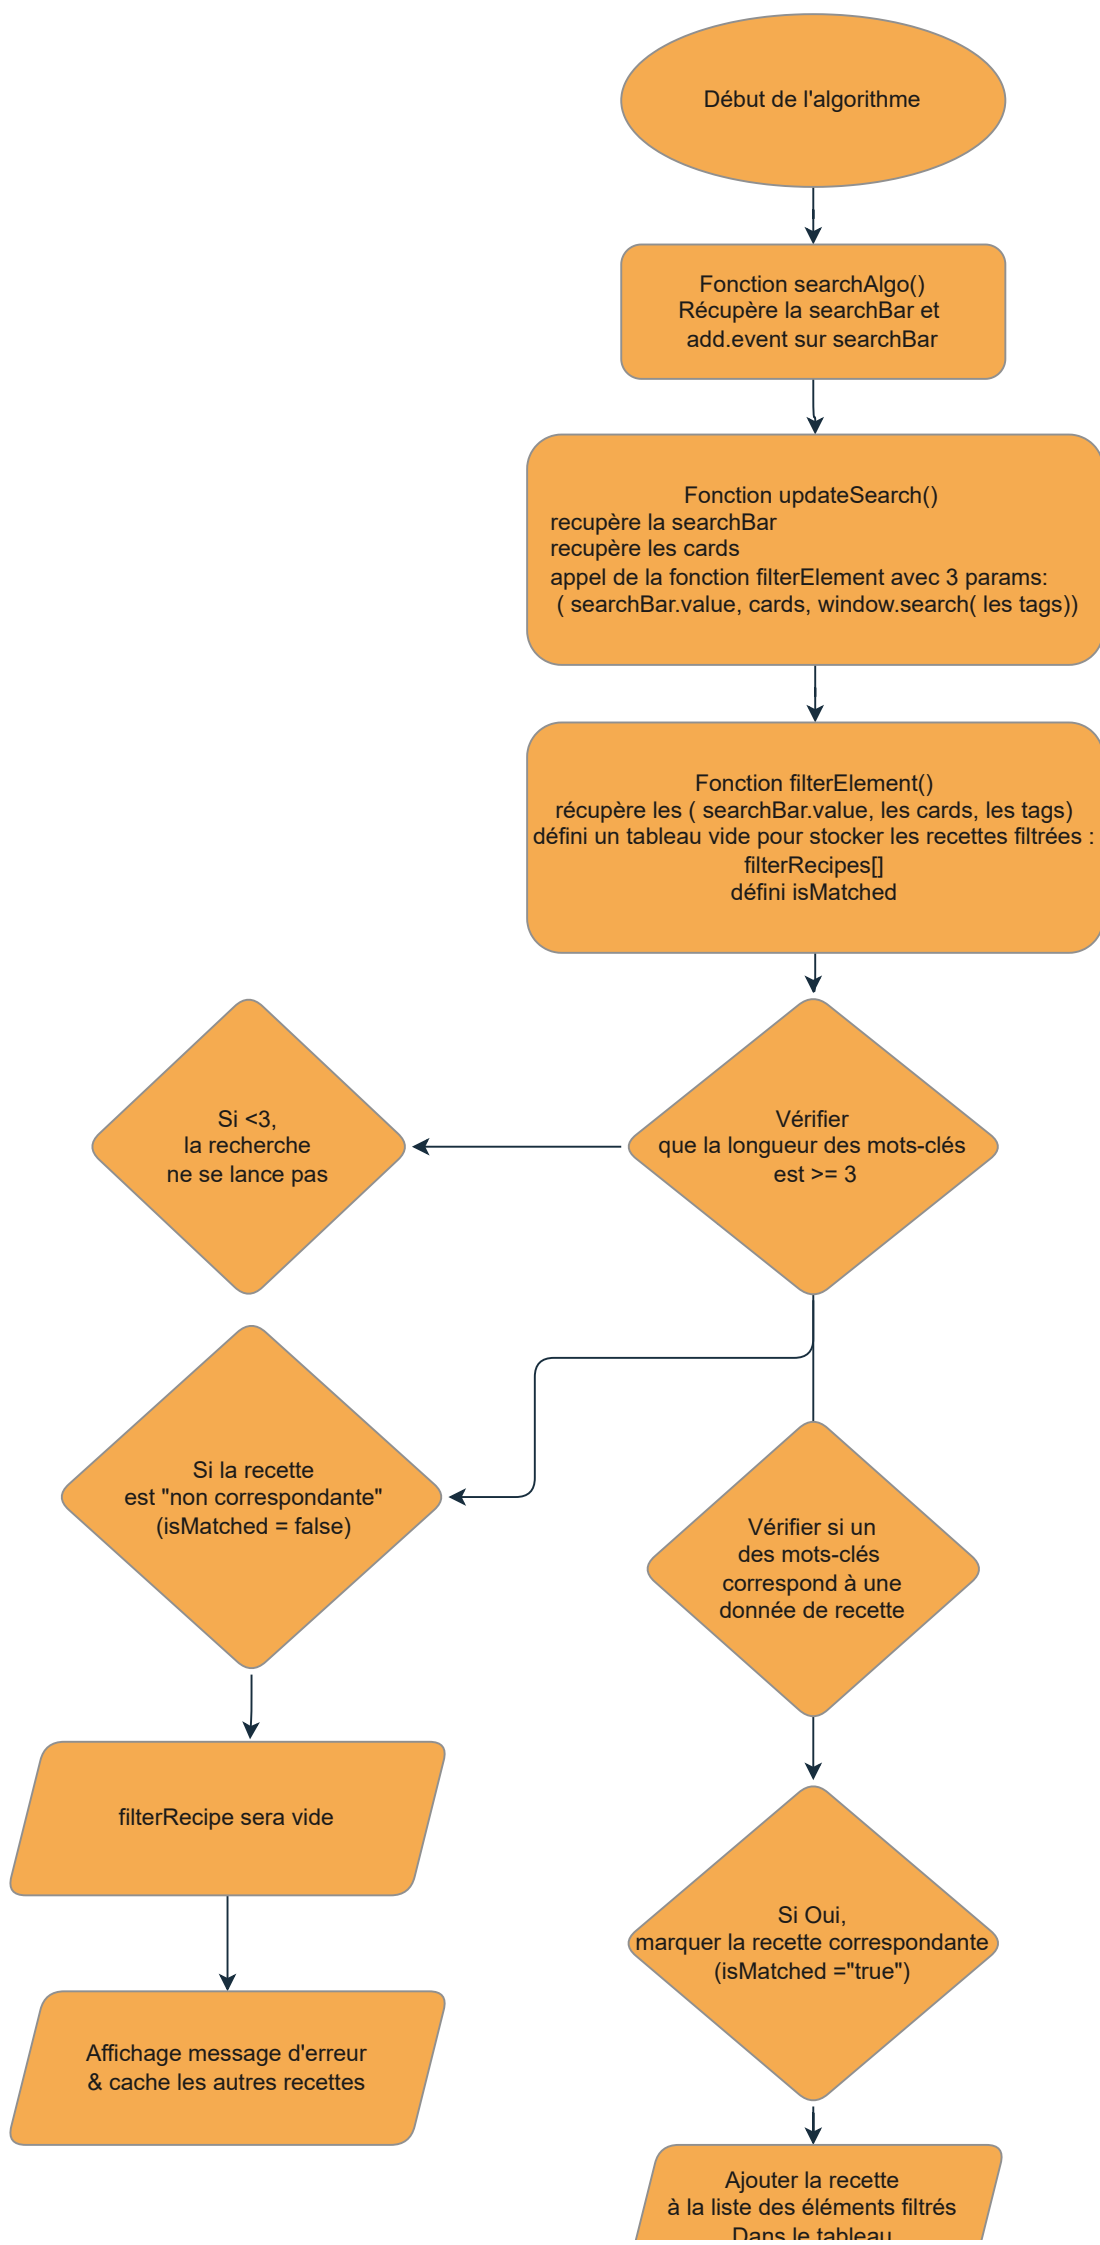 Début de l'algorithme
Fonction searchAlgo()
Récupère la searchBar et
add.event sur searchBar
Fonction updateSearch()
recupère la searchBar
recupère les cards
appel de la fonction filterElement avec 3 params:
( searchBar.value, cards, window.search( les tags))
Fonction filterElement()
récupère les ( searchBar.value, les cards, les tags)
défini un tableau vide pour stocker les recettes filtrées :
filterRecipes[]
défini isMatched
Si <3,
la recherche
ne se lance pas
Vérifier
que la longueur des mots-clés
est >= 3
Si la recette
est "non correspondante"
(isMatched = false)
Vérifier si un
des mots-clés
correspond à une
donnée de recette
filterRecipe sera vide
Si Oui,
marquer la recette correspondante
(isMatched ="true")
Affichage message d'erreur
& cache les autres recettes
Ajouter la recette
à la liste des éléments filtrés
Dans le tableau